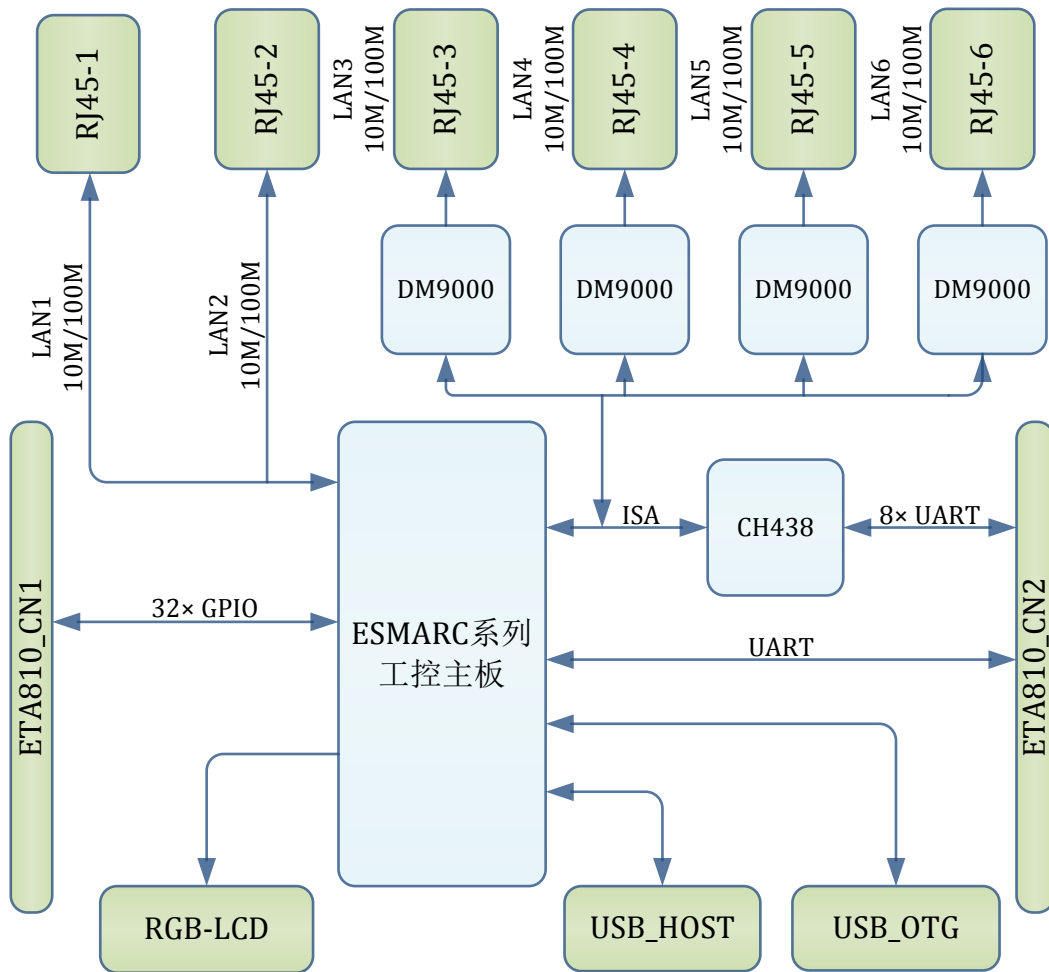 RJ45-1
RJ45-2
LAN3
10M/100M
RJ45-3
LAN4
10M/100M
RJ45-4
LAN5
10M/100M
RJ45-5
LAN6
10M/100M
RJ45-6
LAN1
10M/100M
LAN2
10M/100M
DM9000
DM9000
DM9000
DM9000
ETA810_CN1
32× GPIO
ESMARC系列
工控主板
ISA
CH438
8× UART
UART
ETA810_CN2
RGB-LCD
USB_HOST
USB_OTG